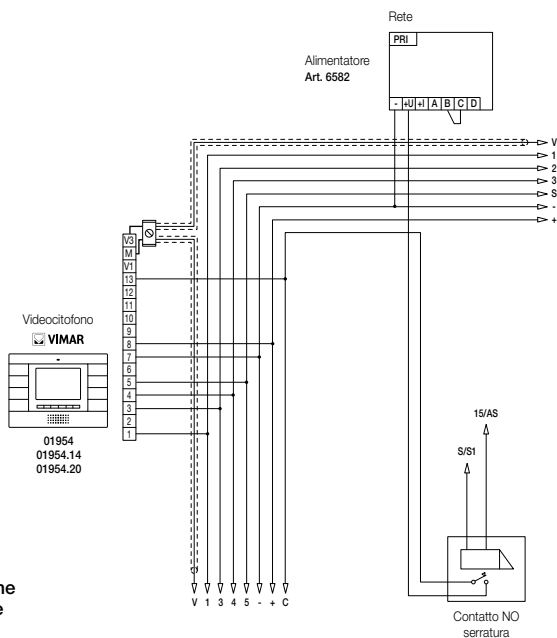 Rete
PRI
Alimentatore
Art. 6582
- +U +I A B C D
V
1
2
3
S
-
+
V3
M
V1
13
12
11
10
9
8
7
6
5
4
3
2
1
Videocitofono
VIMAR
01954
01954.14
01954.20
15/AS
S/S1
V 1 3 4 5 - + C
ne
e
Contatto NO
serratura